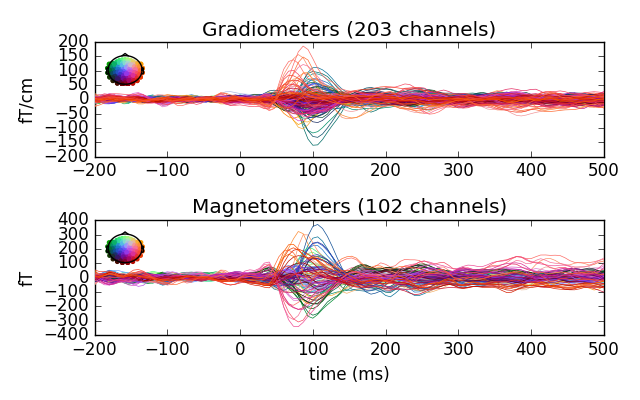 Gradiometers (203 channels)
200
150
100
50
0
−50
−100
−150
−200
fT/cm
−200 −100 0 100 200 300 400 500
Magnetometers (102 channels)
400
300
200
100
0
−100
−200
−300
−400
fT
−200 −100 0 100 200 300 400 500
time (ms)